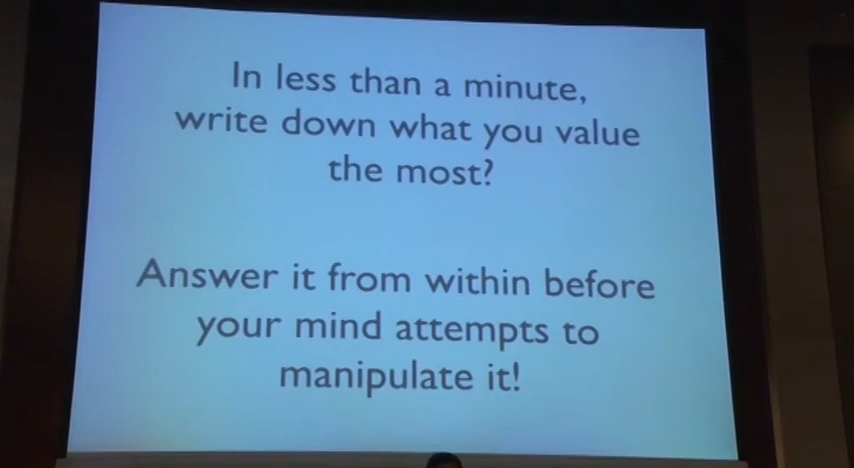 In less than a minute,
write down what you value
the most?
Answer it from within before
your mind attempts to
manipulate it!